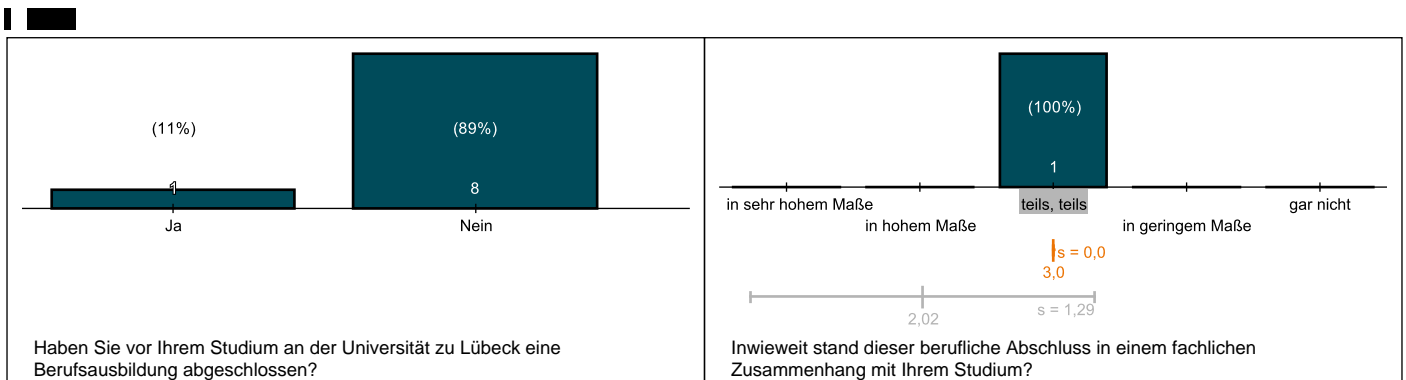 (11%)
(89%)
1
8
Ja
Nein
Haben Sie vor Ihrem Studium an der Universität zu Lübeck eine
Berufsausbildung abgeschlossen?
(100%)
1
in sehr hohem Maße
in hohem Maße
teils, teils
in geringem Maße
gar nicht
s = 0,0
3,0
s = 1,29
2,02
Inwieweit stand dieser berufliche Abschluss in einem fachlichen
Zusammenhang mit Ihrem Studium?